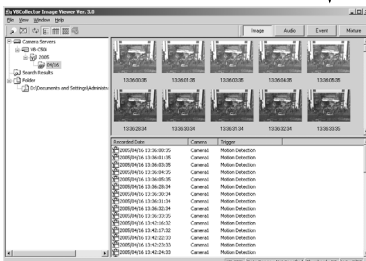 Eq VBCollector Image Viewer Ver. 3.0
File View Window Help
Image Audio Event Mixture
Camera Servers
2005
04/16
Search Results
Folder
D:\Documents and Settings\Administr
13:36:00:35 13:36:01:35 13:36:03:35 13:36:04:35 13:36:05:35
13:36:28:34 13:36:30:34 13:36:31:34 13:36:32:34 13:36:33:35
Recorded Date Camera Trigger
2005/04/16 13:36:00:35 Camera1 Motion Detection
2005/04/16 13:36:01:35 Camera1 Motion Detection
2005/04/16 13:36:03:35 Camera1 Motion Detection
2005/04/16 13:36:04:35 Camera1 Motion Detection
2005/04/16 13:36:05:35 Camera1 Motion Detection
2005/04/16 13:36:28:34 Camera1 Motion Detection
2005/04/16 13:36:30:34 Camera1 Motion Detection
2005/04/16 13:36:31:34 Camera1 Motion Detection
2005/04/16 13:36:32:34 Camera1 Motion Detection
2005/04/16 13:36:33:35 Camera1 Motion Detection
2005/04/16 13:42:16:32 Camera1 Motion Detection
2005/04/16 13:42:17:32 Camera1 Motion Detection
2005/04/16 13:42:22:33 Camera1 Motion Detection
2005/04/16 13:42:23:33 Camera1 Motion Detection
2005/04/16 13:42:24:33 Camera1 Motion Detection